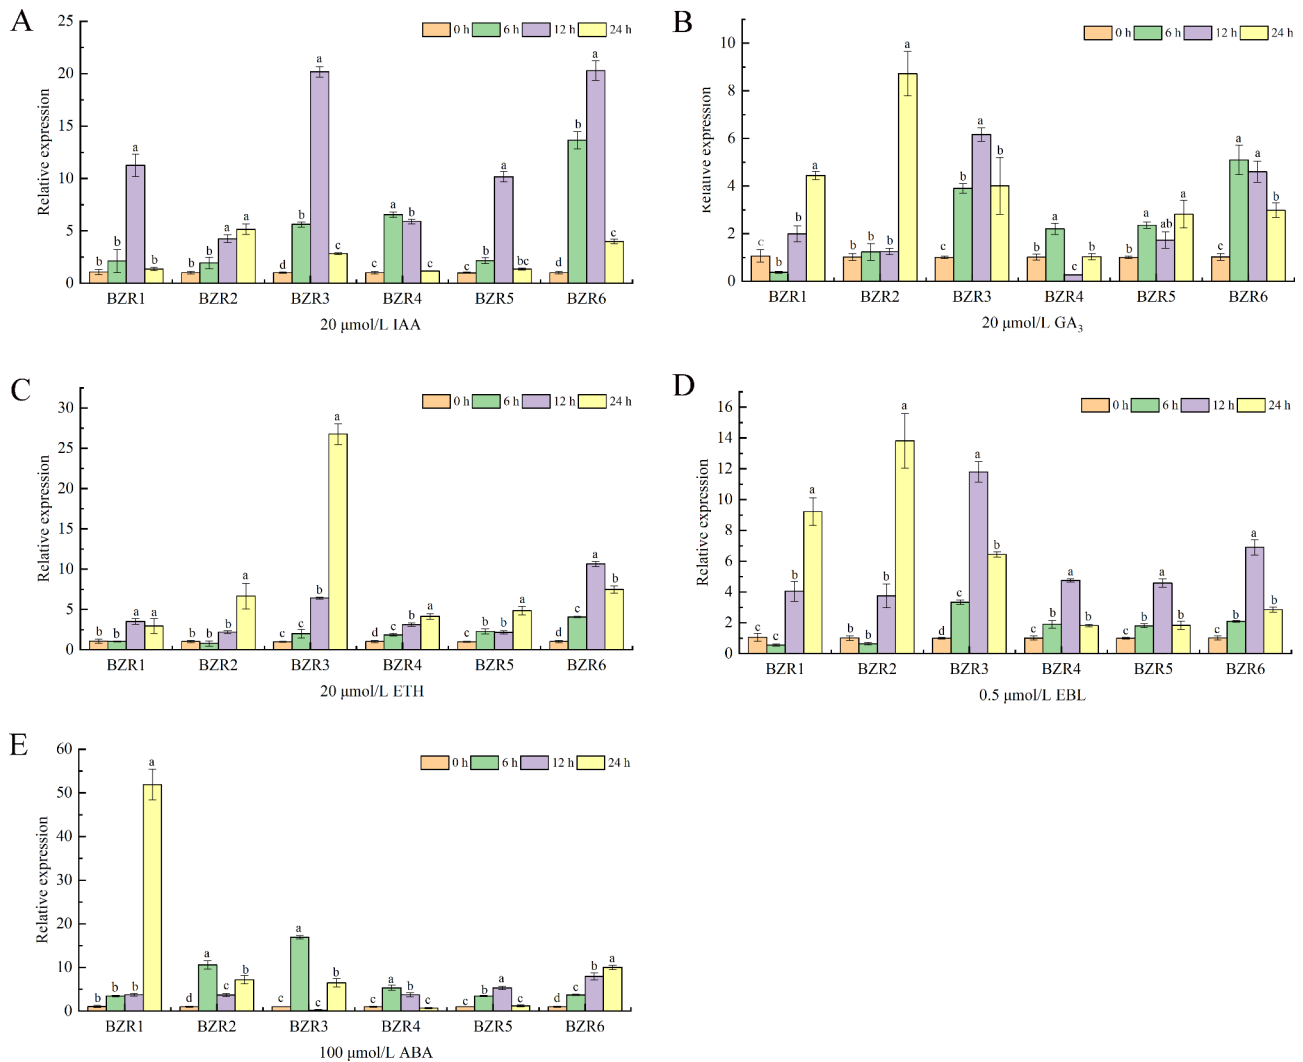 A
25
20
15
10
5
0
Relative expression
0 h 6 h 12 h 24 h
b b a b
b b a a
d b a c
c a b c
c b a bc
d b a c
BZR1 BZR2 BZR3 BZR4 BZR5 BZR6
20 μmol/L IAA
B
10
8
6
4
2
0
Relative expression
0 h 6 h 12 h 24 h
c b b a
b b b a
c b a b
b a c b
b a ab a
c a a b
BZR1 BZR2 BZR3 BZR4 BZR5 BZR6
20 μmol/L GA3
C
30
25
20
15
10
5
0
Relative expression
0 h 6 h 12 h 24 h
b b a a
b b b a
c c b a
d c b a
c b b a
d c a b
BZR1 BZR2 BZR3 BZR4 BZR5 BZR6
20 μmol/L ETH
D
16
14
12
10
8
6
4
2
0
Relative expression
0 h 6 h 12 h 24 h
c c b a
b b b a
d c a b
c b a b
c b a b
c b a b
BZR1 BZR2 BZR3 BZR4 BZR5 BZR6
0.5 μmol/L EBL
E
60
50
40
30
20
10
0
Relative expression
0 h 6 h 12 h 24 h
b b b a
d a c b
c a c b
c a b c
c b a c
d c b a
BZR1 BZR2 BZR3 BZR4 BZR5 BZR6
100 μmol/L ABA